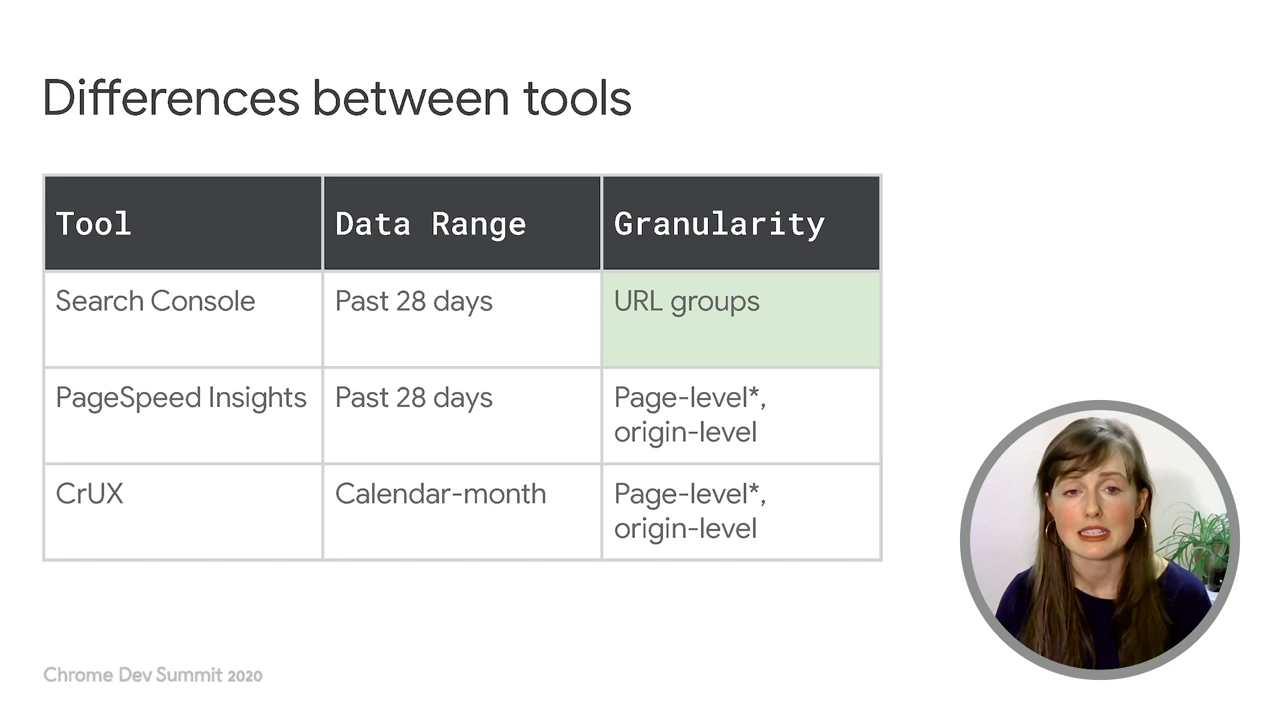 Differences between tools
Tool Data Range Granularity
Search Console Past 28 days URL groups
PageSpeed Insights Past 28 days Page-level*,
origin-level
CrUX Calendar-month Page-level*,
origin-level
Chrome Dev Summit 2020